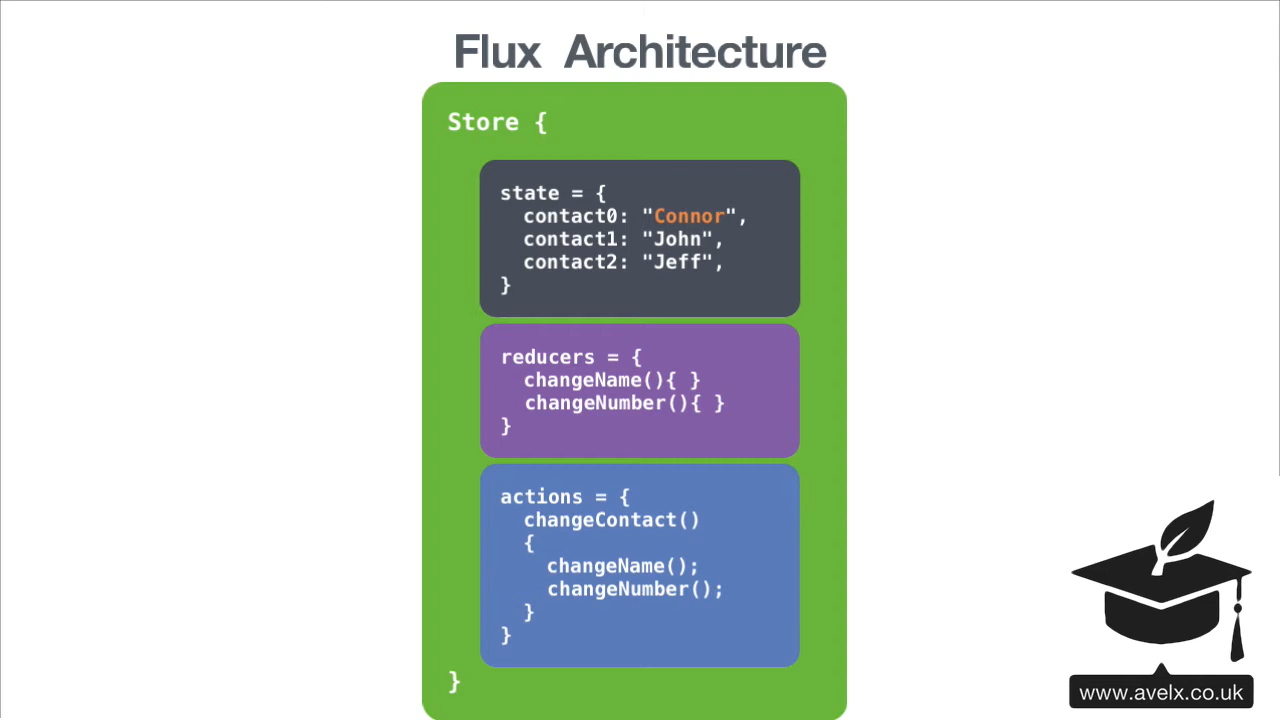 Flux Architecture
Store {
state = {
contact0: "Connor",
contact1: "John",
contact2: "Jeff",
}
reducers = {
changeName(){ }
changeNumber(){ }
}
actions = {
changeContact()
{
changeName();
changeNumber();
}
}
}
www.avelx.co.uk